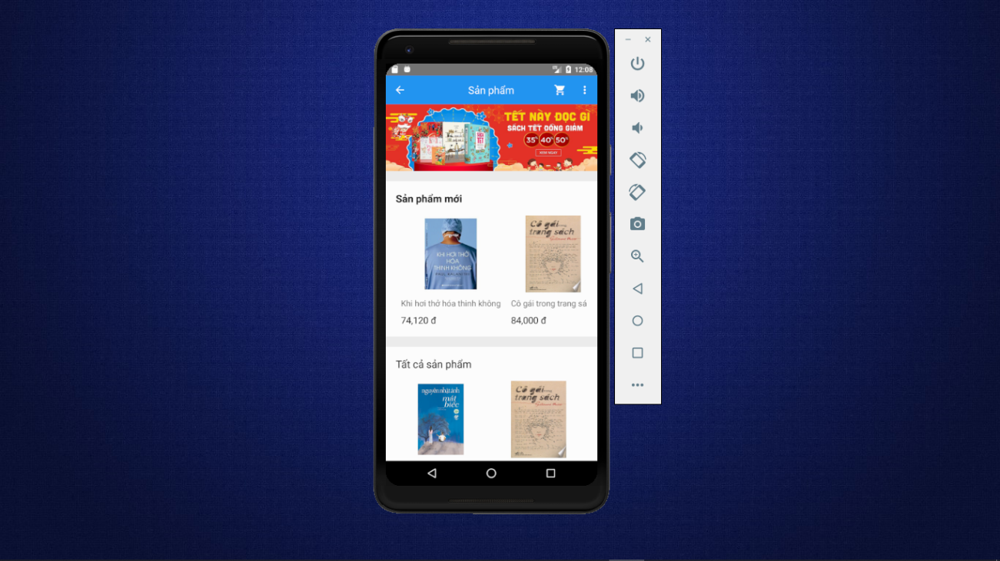 12:08
Sản phẩm
TẾT NÀY ĐỌC GÌ
SÁCH TẾT ĐỒNG GIẢM
35% 40% 50%
XEM NGAY
Sản phẩm mới
KHI HƠI THỞ
HÓA
THINH KHÔNG
PAUL KALANITHI
Cô gái trong
trang sách
Khi hơi thở hóa thinh không
Cô gái trong trang sá
74,120 đ
84,000 đ
Tất cả sản phẩm
nguyễn nhật ánh
mắt
biếc
Cô gái trong
trang sách